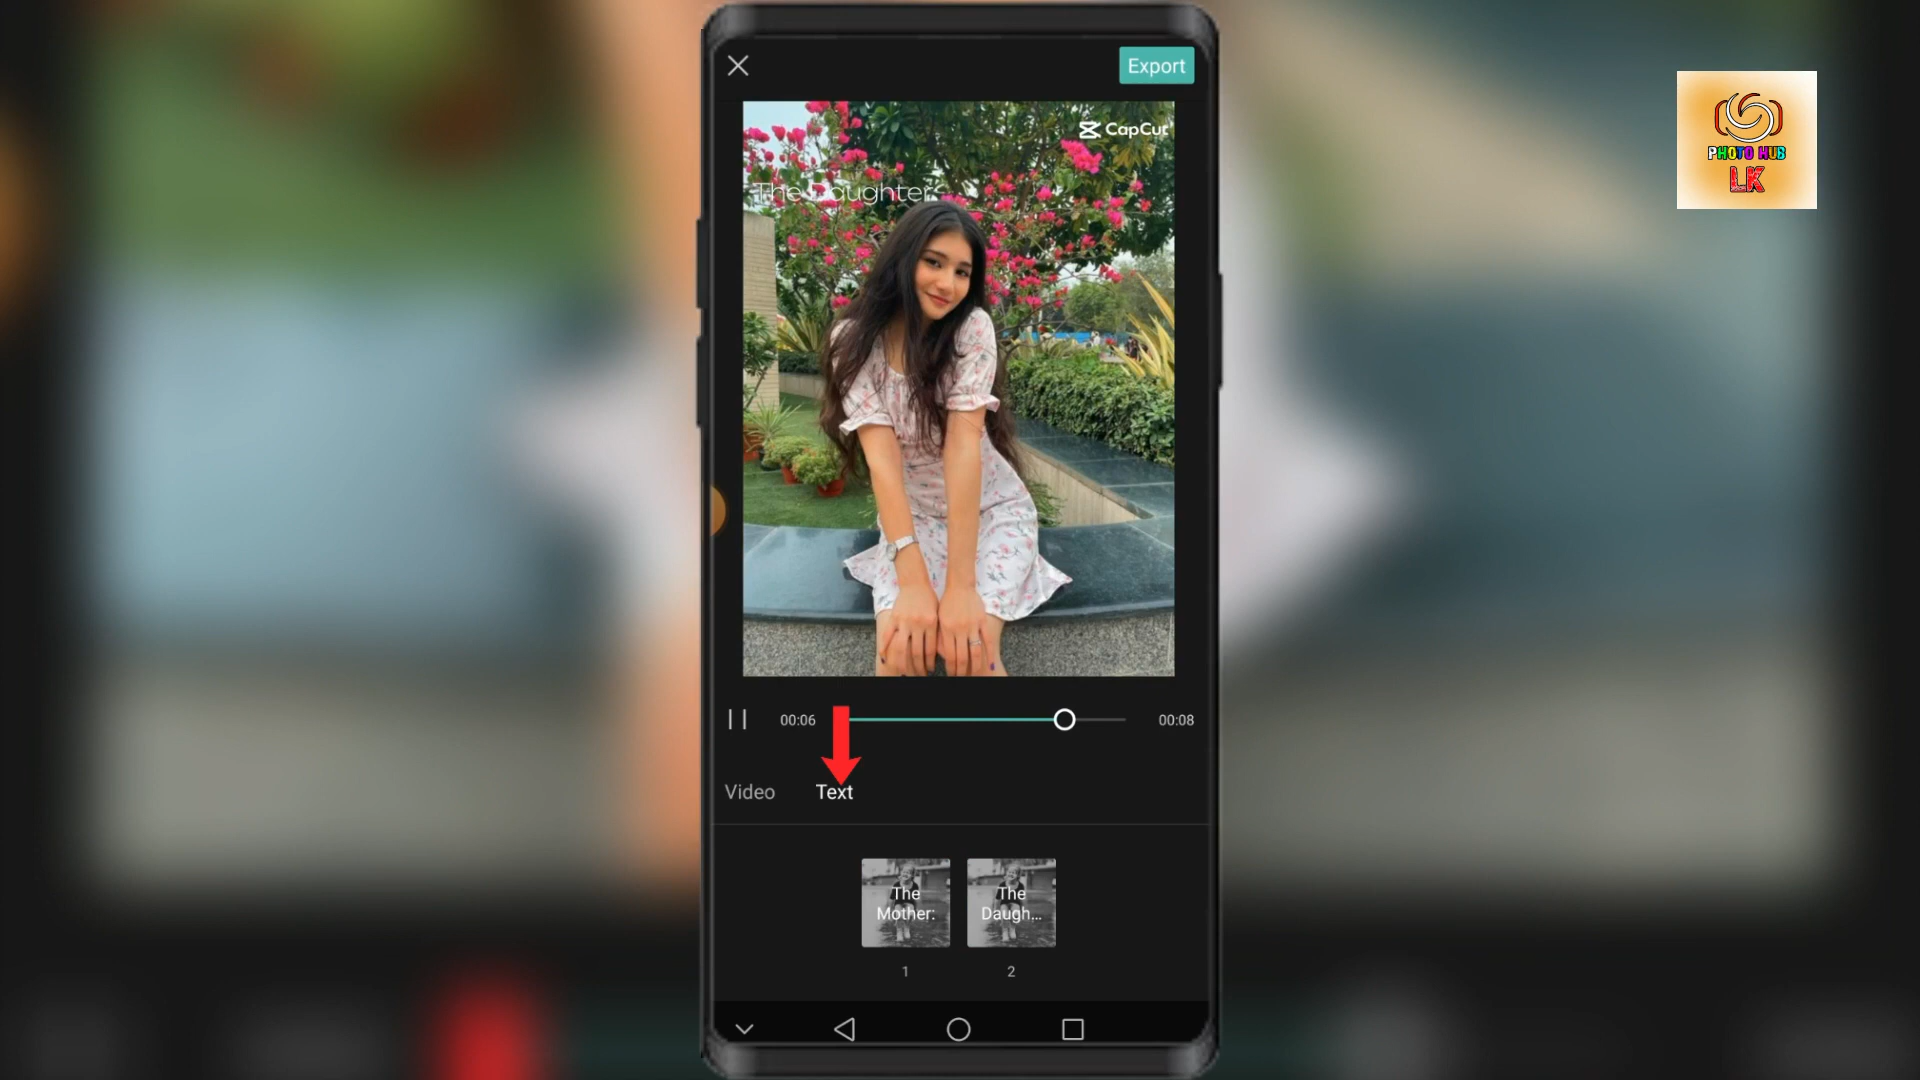 Export
CapCut
The Daughter:
PHOTO HUB
LK
00:06
00:08
Video
Text
The
Mother:
The
Daugh...
1
2